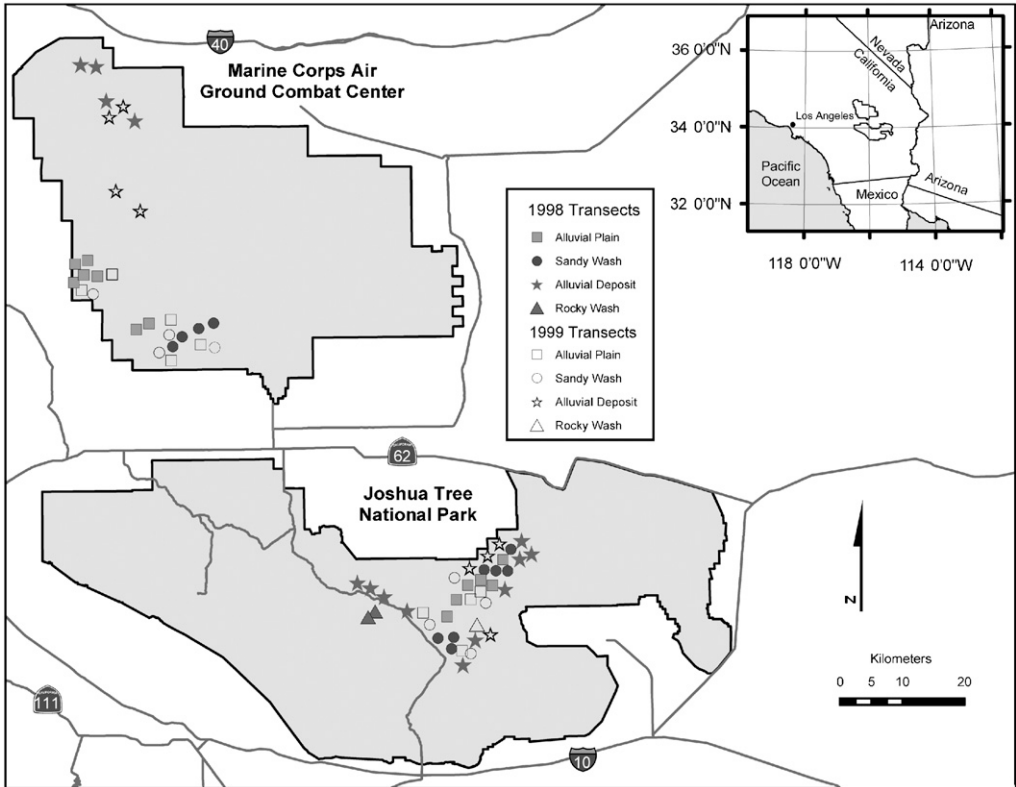 40
Marine Corps Air
Ground Combat Center
36 0'0"N
34 0'0"N
32 0'0"N
118 0'0"W
114 0'0"W
Arizona
Nevada
California
Los Angeles
Pacific
Ocean
Mexico
Arizona
1998 Transects
Alluvial Plain
Sandy Wash
Alluvial Deposit
Rocky Wash
1999 Transects
Alluvial Plain
Sandy Wash
Alluvial Deposit
Rocky Wash
62
Joshua Tree
National Park
N
Kilometers
0 5 10 20
111
10